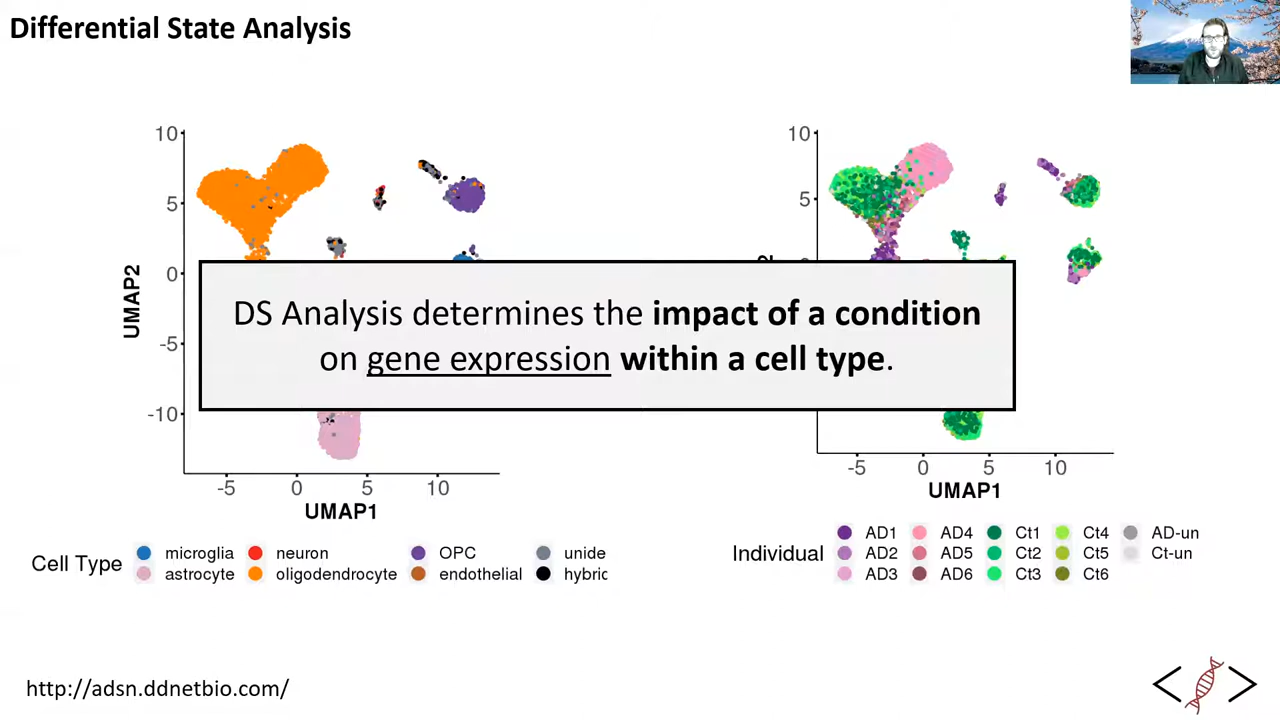 Differential State Analysis
10
5
0
-5
-10
UMAP2
-5
0
5
10
UMAP1
10
5
-5
0
5
10
UMAP1
DS Analysis determines the impact of a condition
on gene expression within a cell type.
Cell Type
microglia
neuron
OPC
unide
astrocyte
oligodendrocyte
endothelial
hybric
Individual
AD1
AD4
Ct1
Ct4
AD-un
AD2
AD5
Ct2
Ct5
Ct-un
AD3
AD6
Ct3
Ct6
http://adsn.ddnetbio.com/
< >